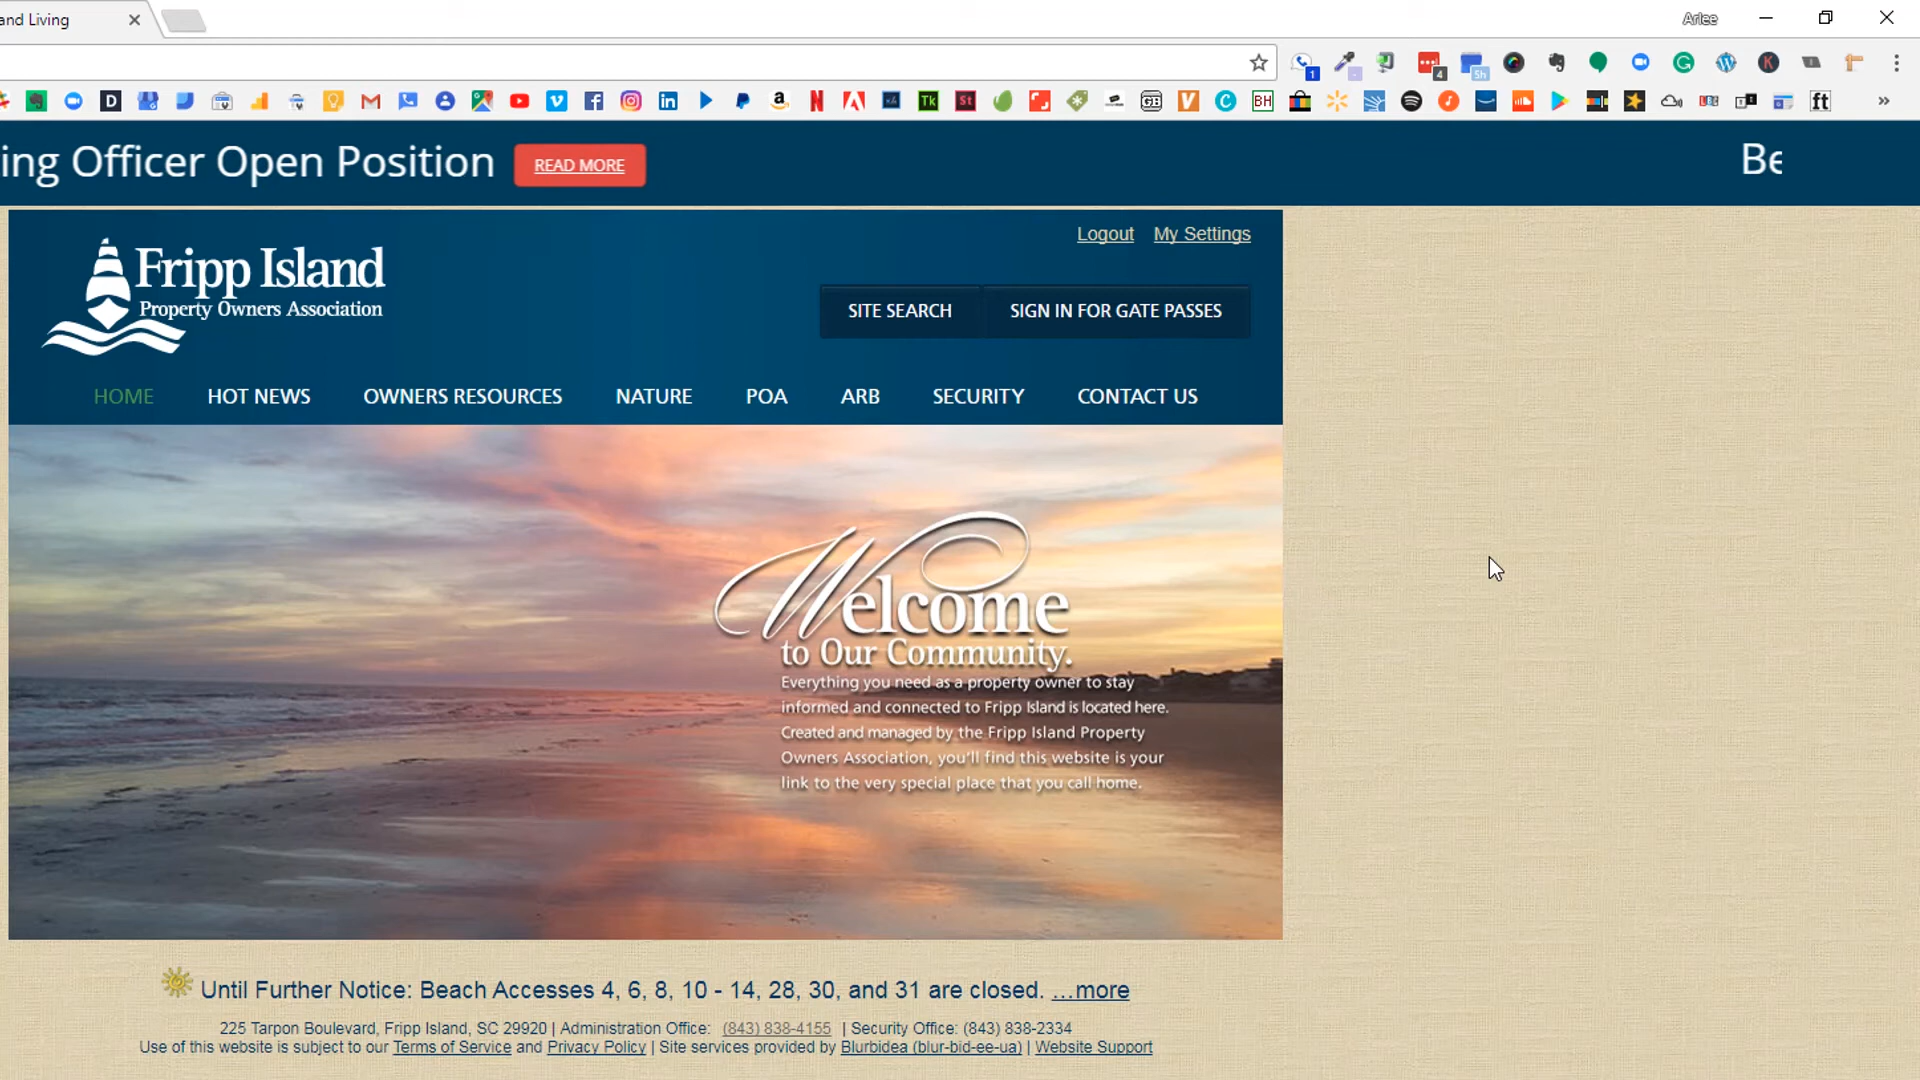 and Living
Arlee
ing Officer Open Position READ MORE Be
Logout My Settings
Fripp Island
Property Owners Association
SITE SEARCH SIGN IN FOR GATE PASSES
HOME HOT NEWS OWNERS RESOURCES NATURE POA ARB SECURITY CONTACT US
Welcome
to Our Community.
Everything you need as a property owner to stay
informed and connected to Fripp Island is located here.
Created and managed by the Fripp Island Property
Owners Association, you'll find this website is your
link to the very special place that you call home.
Until Further Notice: Beach Accesses 4, 6, 8, 10 - 14, 28, 30, and 31 are closed. ...more
225 Tarpon Boulevard, Fripp Island, SC 29920 | Administration Office: (843) 838-4155 | Security Office: (843) 838-2334
Use of this website is subject to our Terms of Service and Privacy Policy | Site services provided by Blurbidea (blur-bid-ee-ua) | Website Support